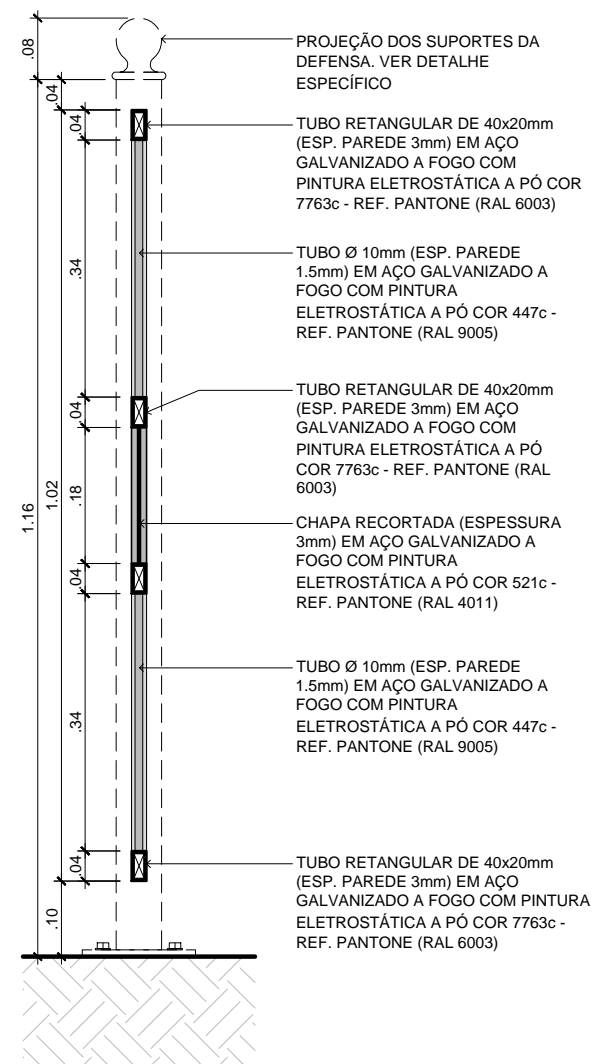 PROJEÇÃO DOS SUPORTES DA
DEFENSA. VER DETALHE
ESPECÍFICO
TUBO RETANGULAR DE 40x20mm
(ESP. PAREDE 3mm) EM AÇO
GALVANIZADO A FOGO COM
PINTURA ELETROSTÁTICA A PÓ COR
7763c - REF. PANTONE (RAL 6003)
TUBO Ø 10mm (ESP. PAREDE
1.5mm) EM AÇO GALVANIZADO A
FOGO COM PINTURA
ELETROSTÁTICA A PÓ COR 447c -
REF. PANTONE (RAL 9005)
TUBO RETANGULAR DE 40x20mm
(ESP. PAREDE 3mm) EM AÇO
GALVANIZADO A FOGO COM
PINTURA ELETROSTÁTICA A PÓ
COR 7763c - REF. PANTONE (RAL
6003)
CHAPA RECORTADA (ESPESSURA
3mm) EM AÇO GALVANIZADO A
FOGO COM PINTURA
ELETROSTÁTICA A PÓ COR 521c -
REF. PANTONE (RAL 4011)
TUBO Ø 10mm (ESP. PAREDE
1.5mm) EM AÇO GALVANIZADO A
FOGO COM PINTURA
ELETROSTÁTICA A PÓ COR 447c -
REF. PANTONE (RAL 9005)
TUBO RETANGULAR DE 40x20mm
(ESP. PAREDE 3mm) EM AÇO
GALVANIZADO A FOGO COM PINTURA
ELETROSTÁTICA A PÓ COR 7763c -
REF. PANTONE (RAL 6003)
.08
.04
.04
.34
.04
.18
.04
.34
.04
.10
1.02
1.16